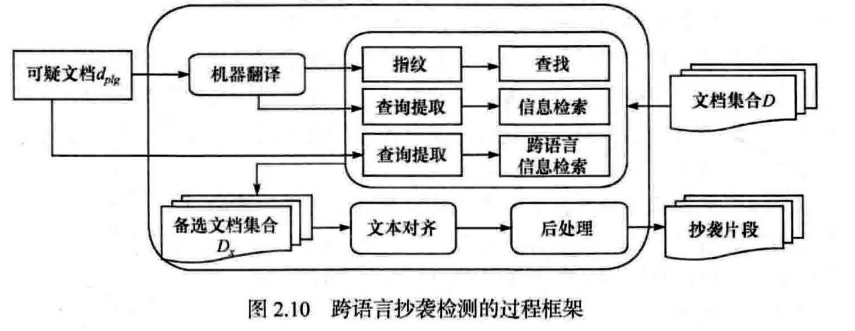 可疑文档dplg
机器翻译
指纹
查找
查询提取
信息检索
文档集合D
查询提取
跨语言
信息检索
备选文档集合
Dx
文本对齐
后处理
抄袭片段
图 2.10 跨语言抄袭检测的过程框架